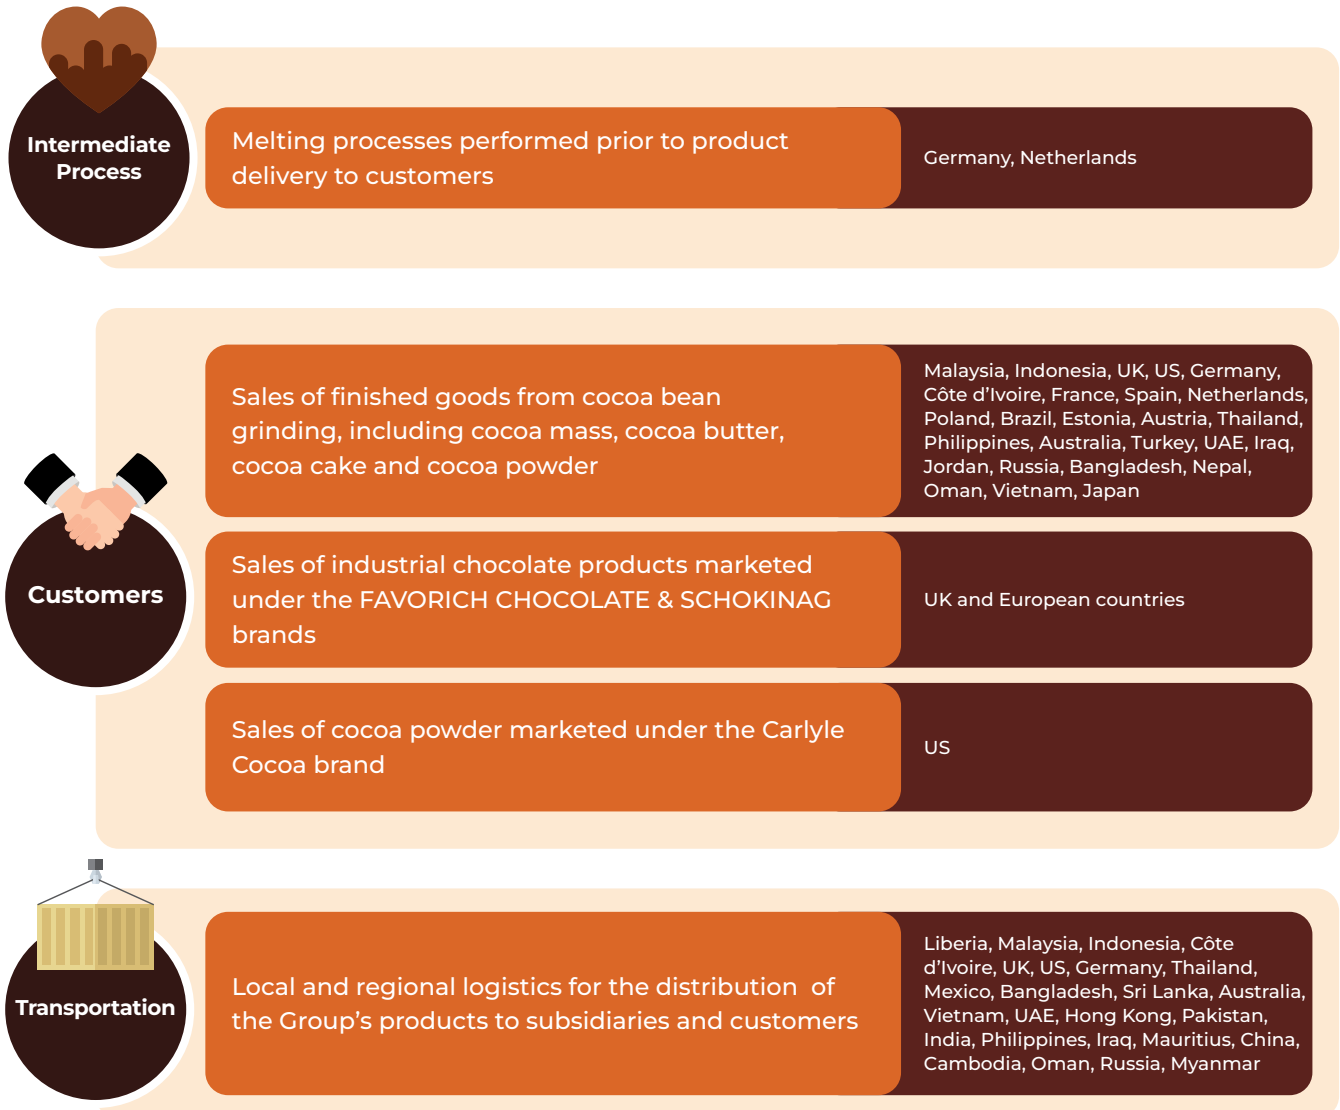 Intermediate
Process
Melting processes performed prior to product
delivery to customers
Germany, Netherlands
Customers
Sales of finished goods from cocoa bean
grinding, including cocoa mass, cocoa butter,
cocoa cake and cocoa powder
Malaysia, Indonesia, UK, US, Germany,
Côte d’Ivoire, France, Spain, Netherlands,
Poland, Brazil, Estonia, Austria, Thailand,
Philippines, Australia, Turkey, UAE, Iraq,
Jordan, Russia, Bangladesh, Nepal,
Oman, Vietnam, Japan
Sales of industrial chocolate products marketed
under the FAVORICH CHOCOLATE & SCHOKINAG
brands
UK and European countries
Sales of cocoa powder marketed under the Carlyle
Cocoa brand
US
Transportation
Local and regional logistics for the distribution of
the Group’s products to subsidiaries and customers
Liberia, Malaysia, Indonesia, Côte
d’Ivoire, UK, US, Germany, Thailand,
Mexico, Bangladesh, Sri Lanka, Australia,
Vietnam, UAE, Hong Kong, Pakistan,
India, Philippines, Iraq, Mauritius, China,
Cambodia, Oman, Russia, Myanmar